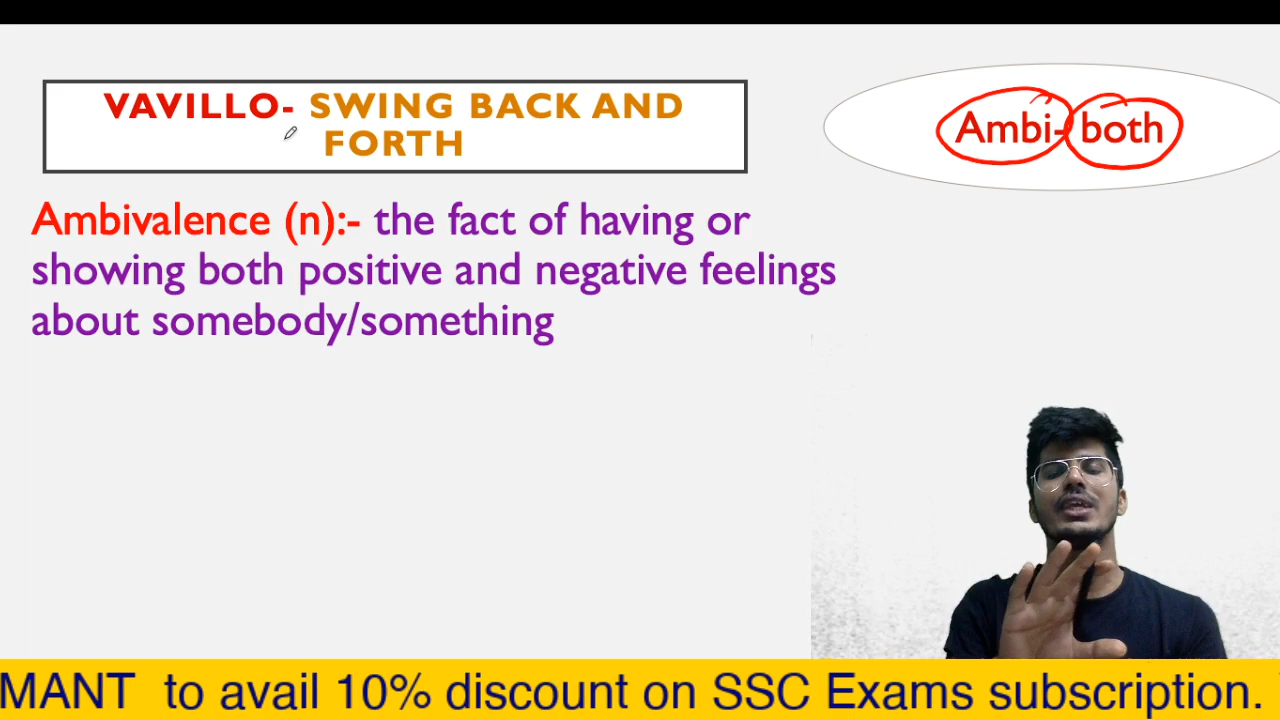 VAVILLO- SWING BACK AND
FORTH
Ambi- both
Ambivalence (n):- the fact of having or
showing both positive and negative feelings
about somebody/something
MANT to avail 10% discount on SSC Exams subscription.